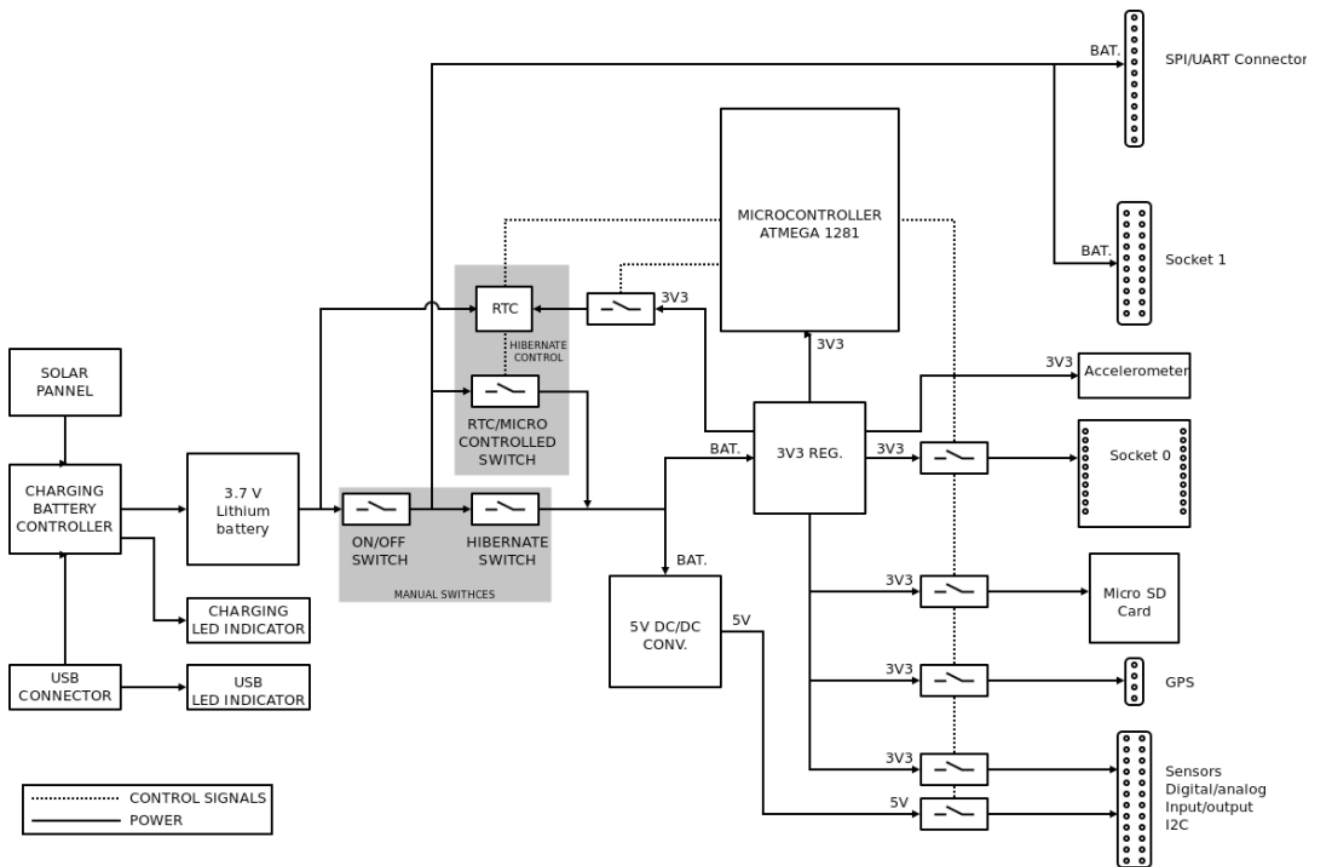 BAT.
SPI/UART Connector
MICROCONTROLLER
ATMEGA 1281
BAT.
Socket 1
RTC
3V3
HIBERNATE
CONTROL
3V3
3V3
Accelerometer
SOLAR
PANNEL
RTC/MICRO
CONTROLLED
SWITCH
BAT.
3V3 REG.
3V3
Socket 0
CHARGING
BATTERY
CONTROLLER
3.7 V
Lithium
battery
ON/OFF
SWITCH
HIBERNATE
SWITCH
MANUAL SWITHCES
BAT.
5V DC/DC
CONV.
5V
3V3
Micro SD
Card
CHARGING
LED INDICATOR
USB
CONNECTOR
USB
LED INDICATOR
3V3
GPS
3V3
5V
Sensors
Digital/analog
Input/output
I2C
CONTROL SIGNALS
POWER